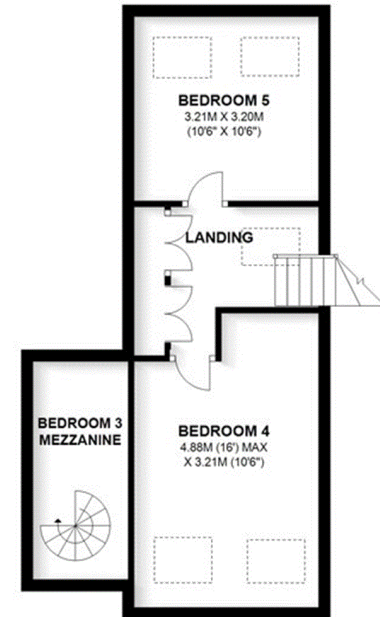 BEDROOM 5
3.21M X 3.20M
(10'6" X 10'6")
LANDING
BEDROOM 3
MEZZANINE
BEDROOM 4
4.88M (16') MAX
X 3.21M (10'6")